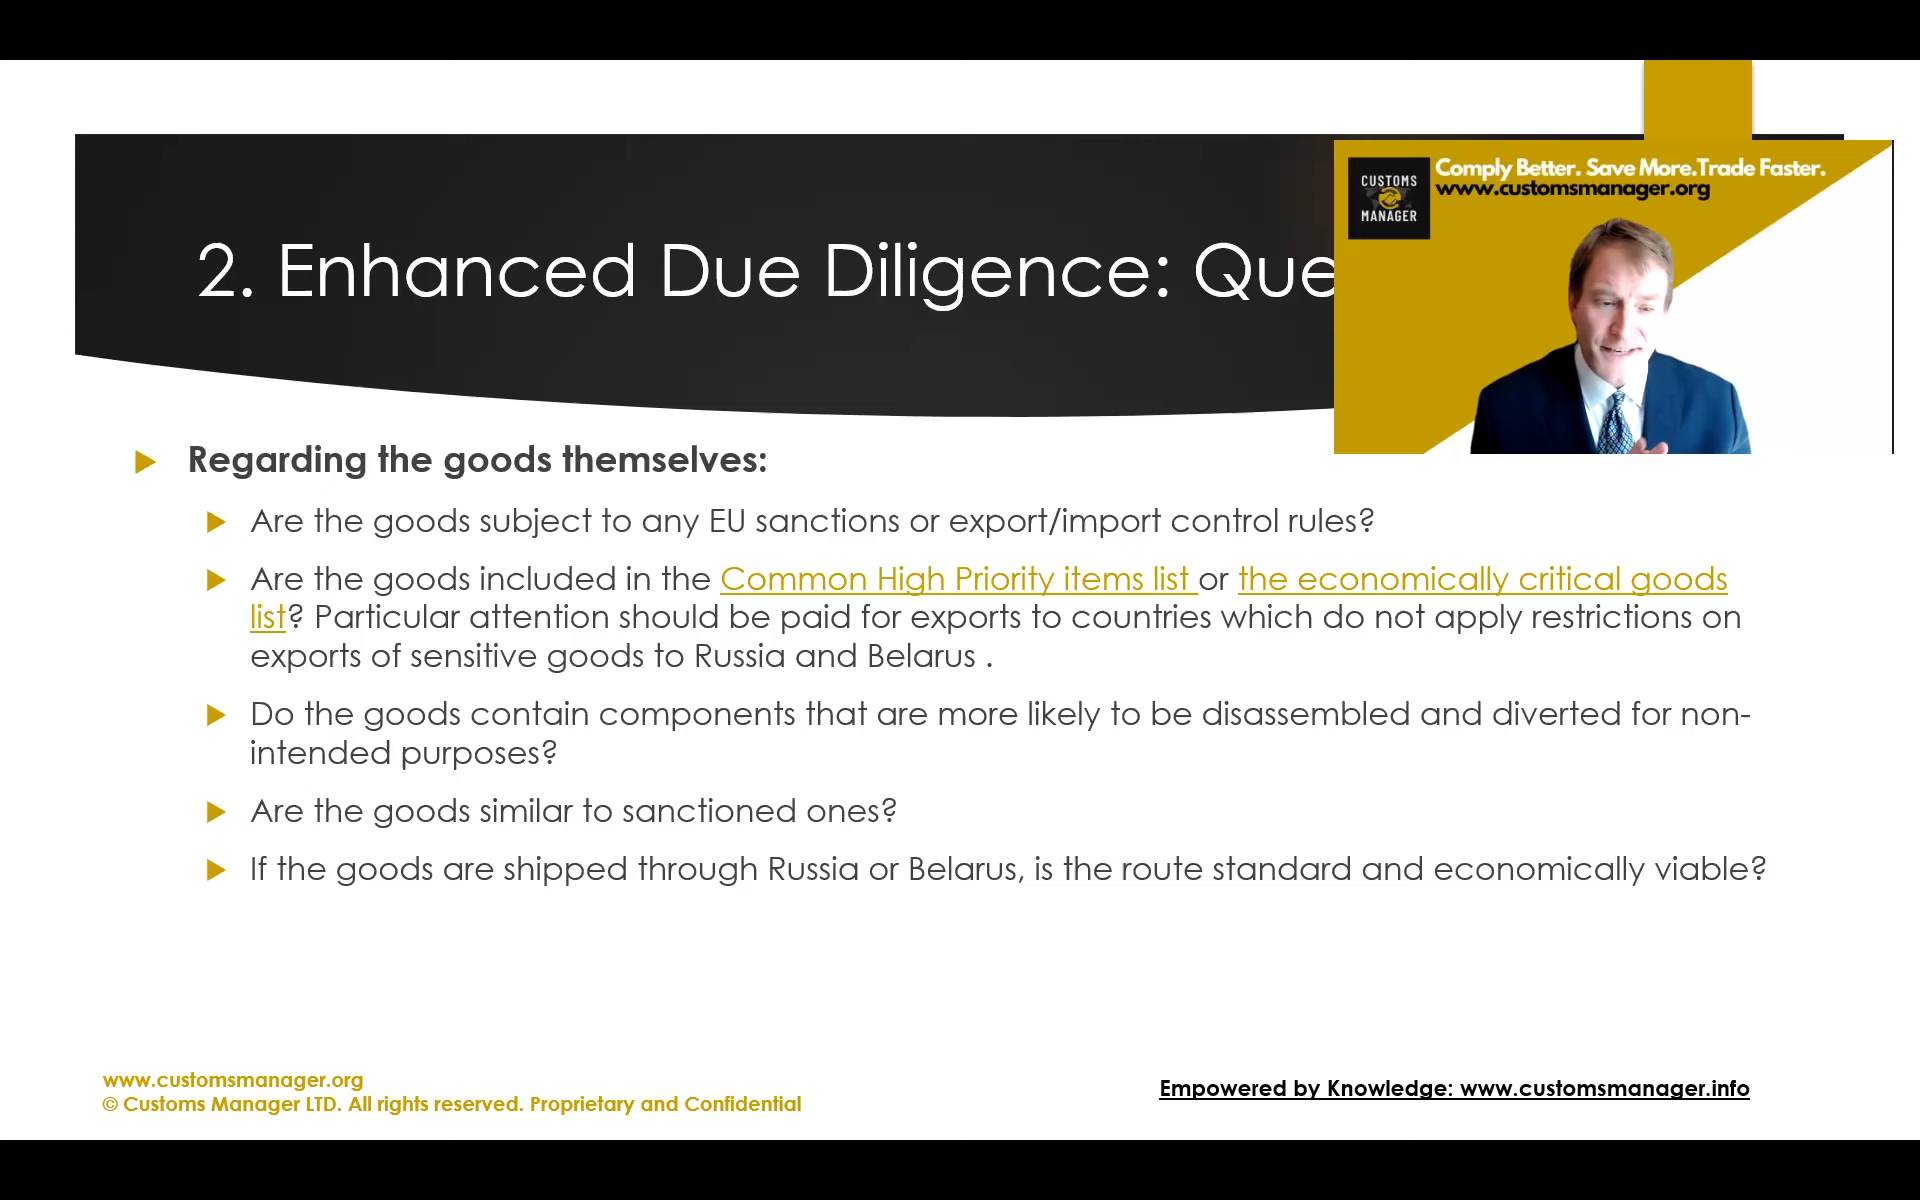 CUSTOMS
MANAGER
Comply Better. Save More.Trade Faster.
www.customsmanager.org
2. Enhanced Due Diligence: Que
Regarding the goods themselves:
Are the goods subject to any EU sanctions or export/import control rules?
Are the goods included in the Common High Priority items list or the economically critical goods
list? Particular attention should be paid for exports to countries which do not apply restrictions on
exports of sensitive goods to Russia and Belarus .
Do the goods contain components that are more likely to be disassembled and diverted for non-
intended purposes?
Are the goods similar to sanctioned ones?
If the goods are shipped through Russia or Belarus, is the route standard and economically viable?
www.customsmanager.org
© Customs Manager LTD. All rights reserved. Proprietary and Confidential
Empowered by Knowledge: www.customsmanager.info